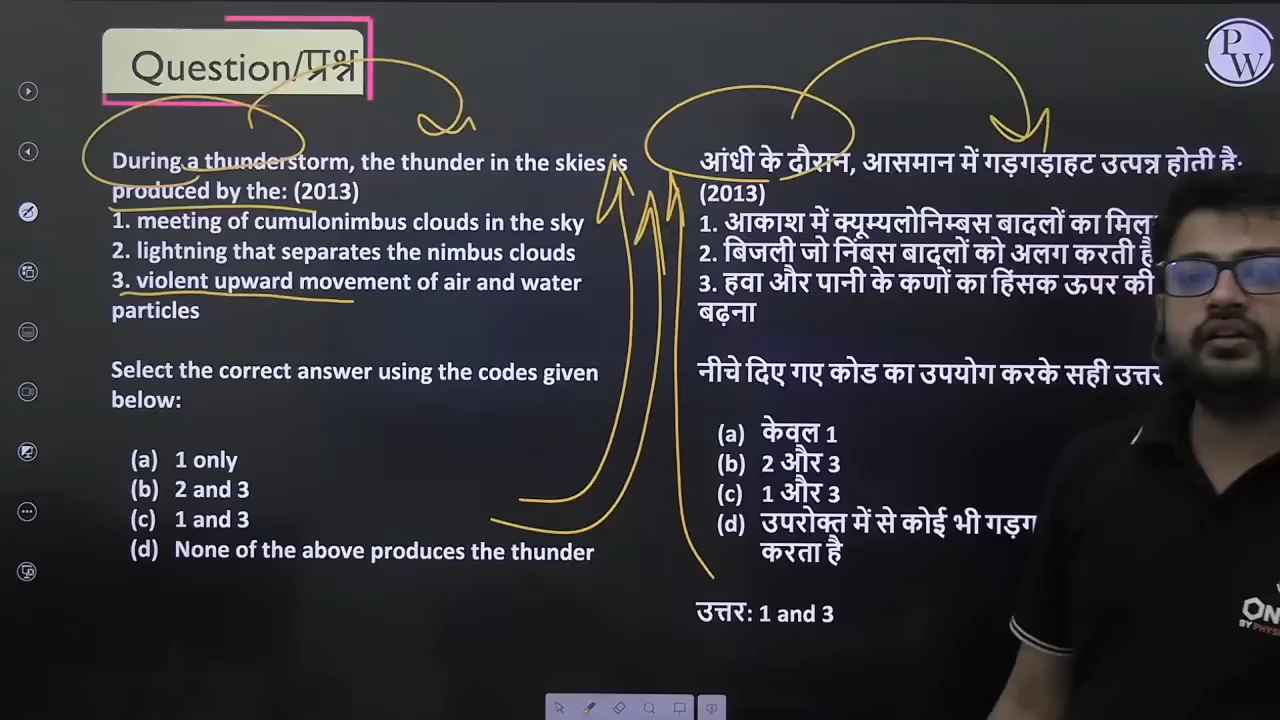 Question/प्रश्न
PW
During a thunderstorm, the thunder in the skies is
produced by the: (2013)
1. meeting of cumulonimbus clouds in the sky
2. lightning that separates the nimbus clouds
3. violent upward movement of air and water
particles
Select the correct answer using the codes given
below:
(a) 1 only
(b) 2 and 3
(c) 1 and 3
(d) None of the above produces the thunder
आंधी के दौरान, आसमान में गड़गड़ाहट उत्पन्न होती है:
(2013)
1. आकाश में क्यूम्यलोनिम्बस बादलों का मिल
2. बिजली जो निंबस बादलों को अलग करती है
3. हवा और पानी के कणों का हिंसक ऊपर की
बढ़ना
नीचे दिए गए कोड का उपयोग करके सही उत्तर
(a) केवल 1
(b) 2 और 3
(c) 1 और 3
(d) उपरोक्त में से कोई भी गड़ग
करता है
उत्तर: 1 and 3
ON